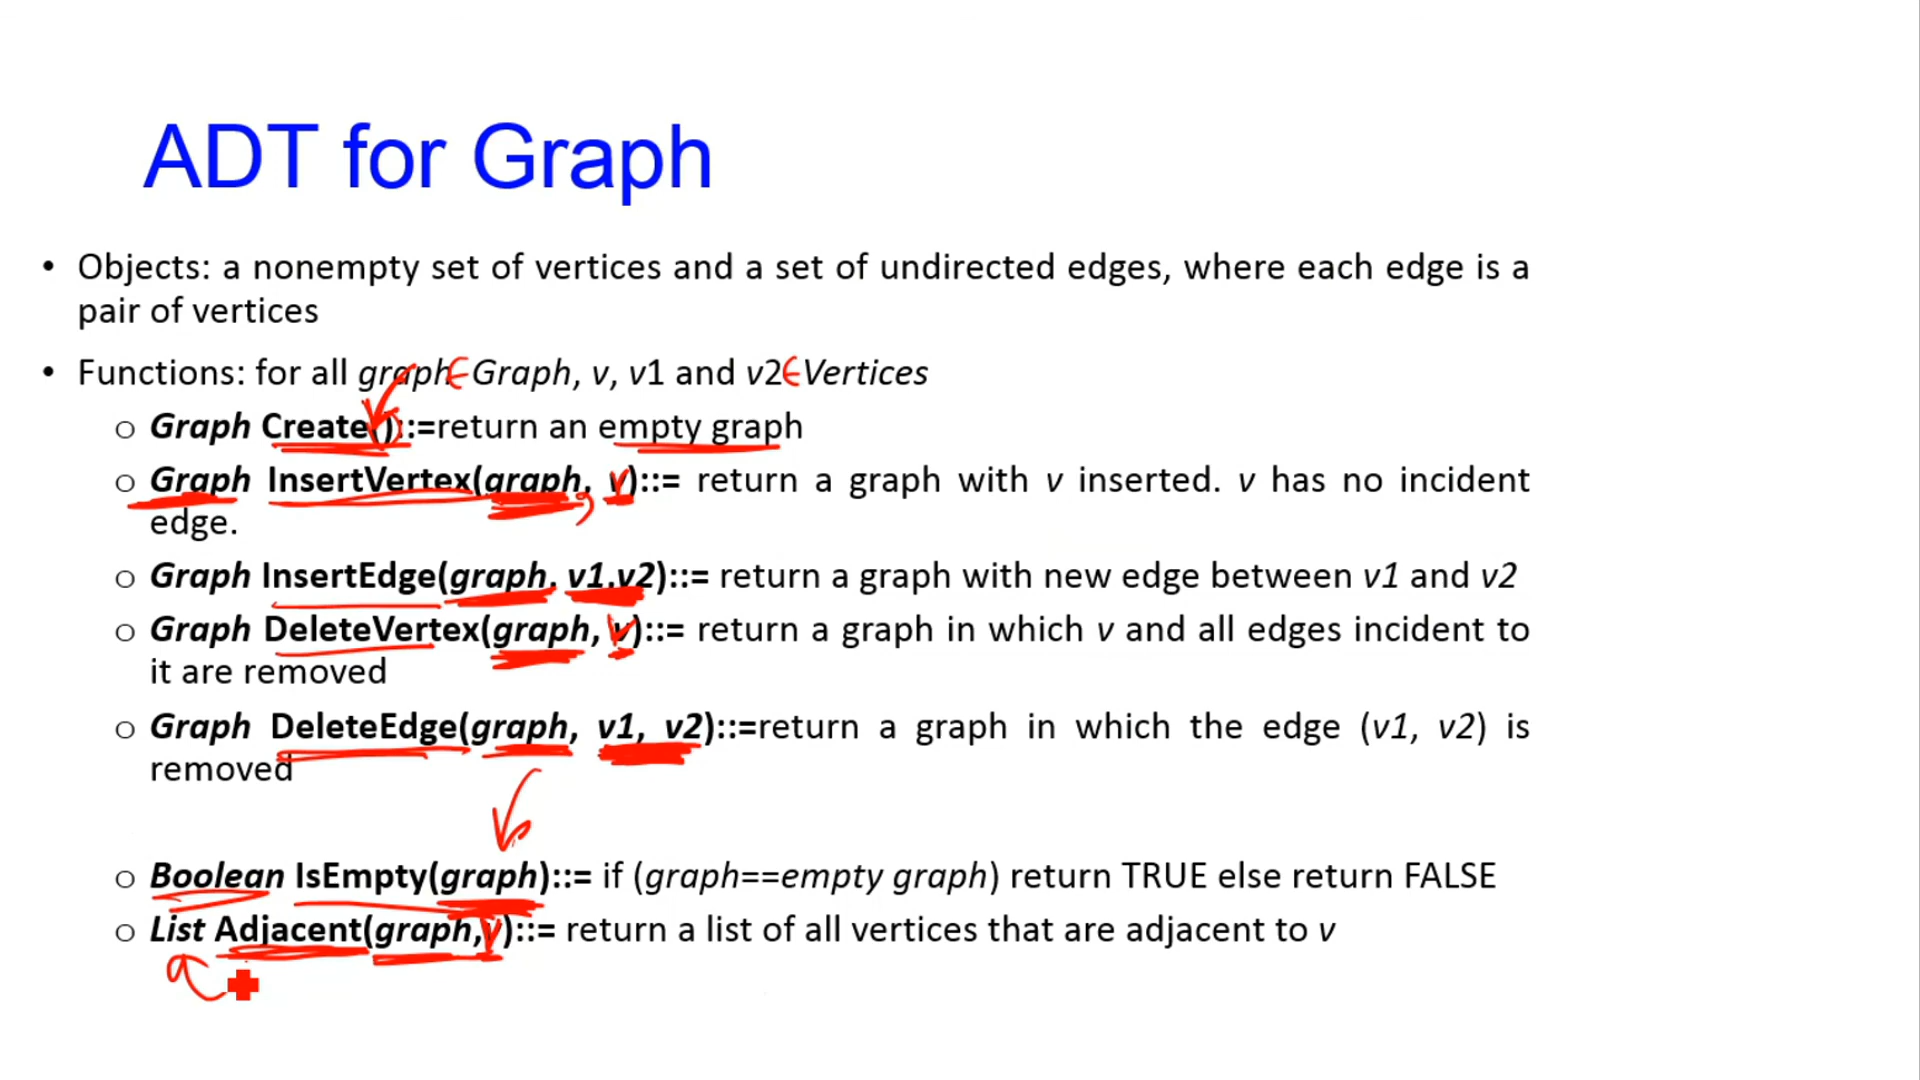 ADT for Graph
• Objects: a nonempty set of vertices and a set of undirected edges, where each edge is a
pair of vertices
• Functions: for all graph∈Graph, v, v1 and v2∈Vertices
o Graph Create()::=return an empty graph
o Graph InsertVertex(graph, v)::= return a graph with v inserted. v has no incident
edge.
o Graph InsertEdge(graph, v1,v2)::= return a graph with new edge between v1 and v2
o Graph DeleteVertex(graph, v)::= return a graph in which v and all edges incident to
it are removed
o Graph DeleteEdge(graph, v1, v2)::=return a graph in which the edge (v1, v2) is
removed
o Boolean IsEmpty(graph)::= if (graph==empty graph) return TRUE else return FALSE
o List Adjacent(graph,v)::= return a list of all vertices that are adjacent to v